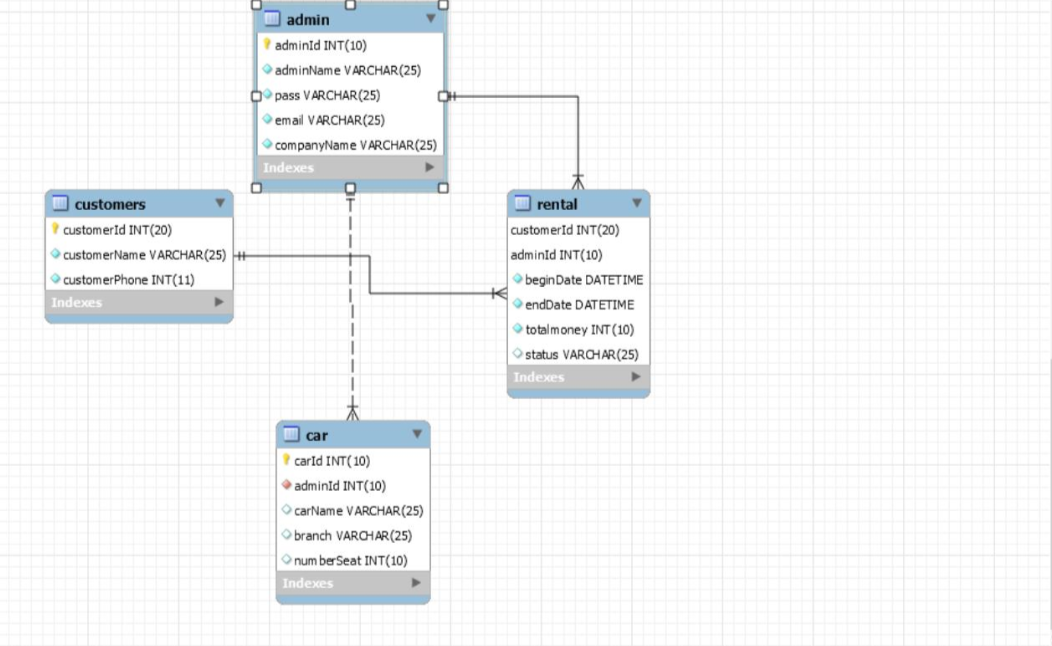 admin
adminId INT(10)
adminName VARCHAR(25)
pass VARCHAR(25)
email VARCHAR(25)
companyName VARCHAR(25)
Indexes
customers
customerId INT(20)
customerName VARCHAR(25)
customerPhone INT(11)
Indexes
rental
customerId INT(20)
adminId INT(10)
beginDate DATETIME
endDate DATETIME
totalmoney INT(10)
status VARCHAR(25)
Indexes
car
carId INT(10)
adminId INT(10)
carName VARCHAR(25)
branch VARCHAR(25)
numberSeat INT(10)
Indexes